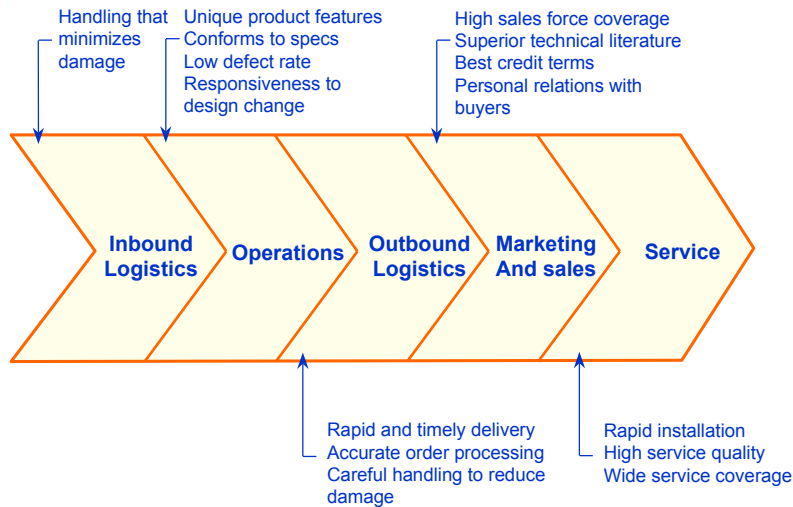 Handling that
minimizes
damage
Unique product features
Conforms to specs
Low defect rate
Responsiveness to
design change
High sales force coverage
Superior technical literature
Best credit terms
Personal relations with
buyers
Inbound
Logistics
Operations
Outbound
Logistics
Marketing
And sales
Service
Rapid and timely delivery
Accurate order processing
Careful handling to reduce
damage
Rapid installation
High service quality
Wide service coverage